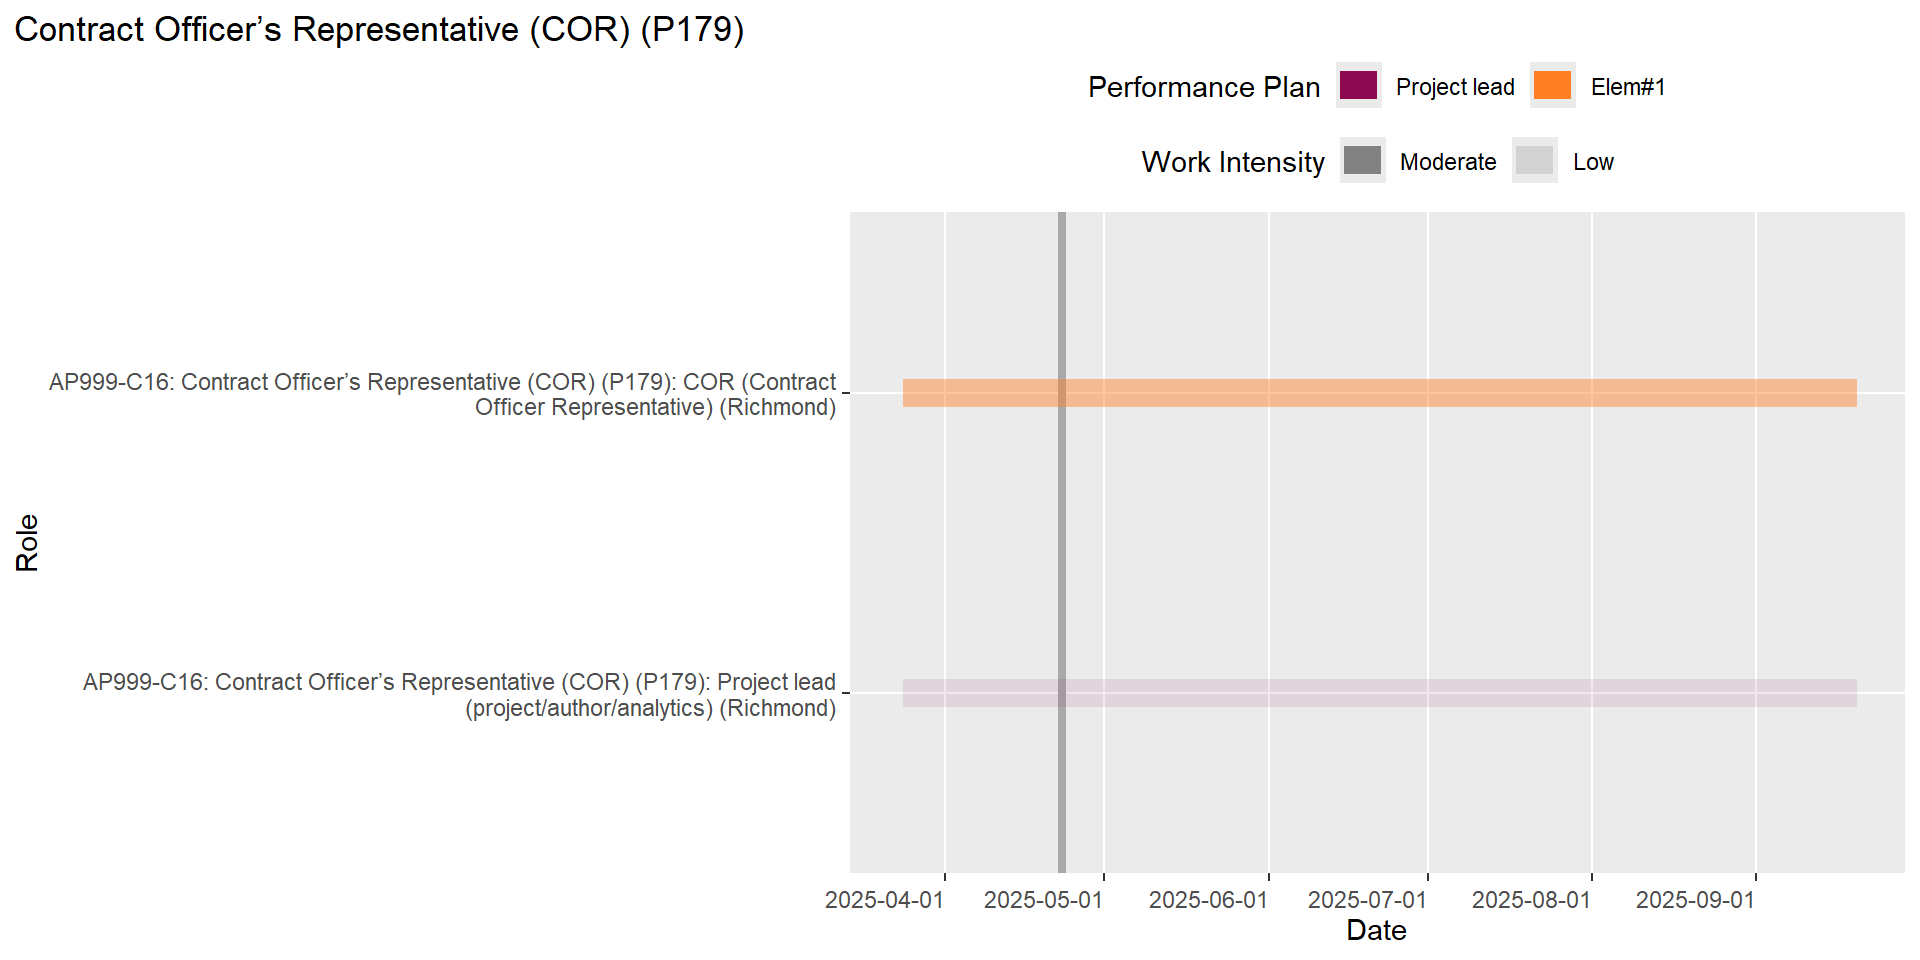 Contract Officer’s Representative (COR) (P179)
Performance Plan Project lead Elem#1
Work Intensity Moderate Low
AP999-C16: Contract Officer’s Representative (COR) (P179): COR (Contract
Officer Representative) (Richmond)
Role
AP999-C16: Contract Officer’s Representative (COR) (P179): Project lead
(project/author/analytics) (Richmond)
2025-04-01 2025-05-01 2025-06-01 2025-07-01 2025-08-01 2025-09-01
Date